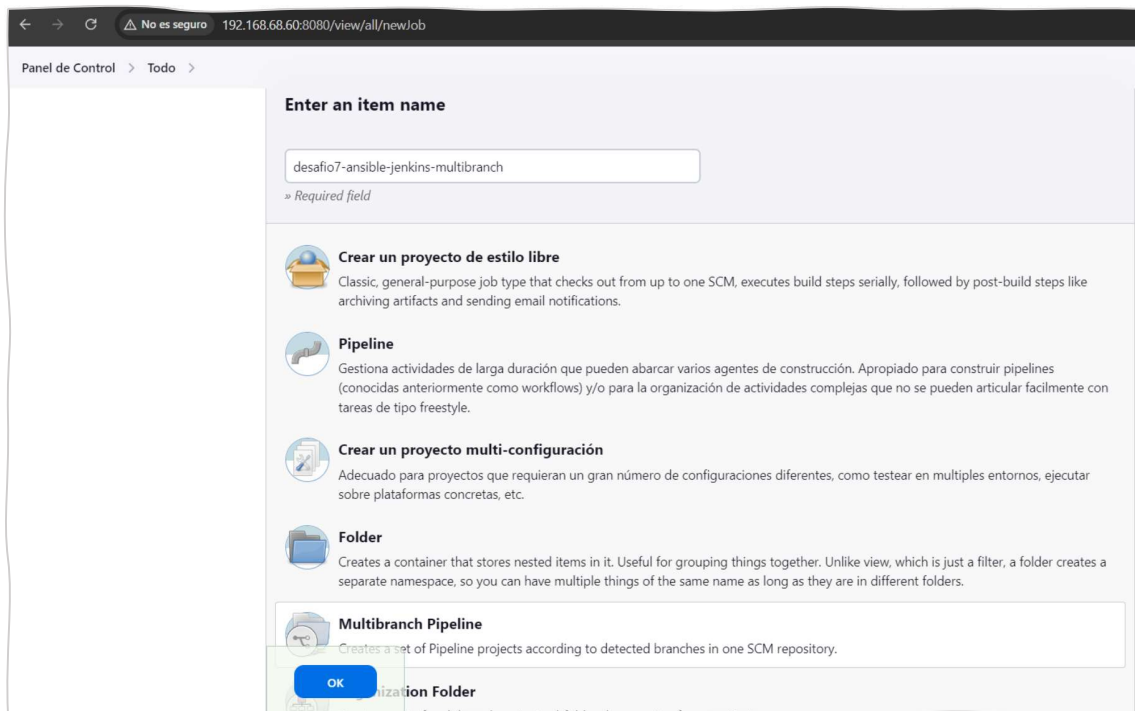 No es seguro 192.168.68.60:8080/view/all/newJob
Panel de Control > Todo >
Enter an item name
desafio7-ansible-jenkins-multibranch
» Required field
Crear un proyecto de estilo libre
Classic, general-purpose job type that checks out from up to one SCM, executes build steps serially, followed by post-build steps like
archiving artifacts and sending email notifications.
Pipeline
Gestiona actividades de larga duración que pueden abarcar varios agentes de construcción. Apropiado para construir pipelines
(conocidas anteriormente como workflows) y/o para la organización de actividades complejas que no se pueden articular facilmente con
tareas de tipo freestyle.
Crear un proyecto multi-configuración
Adecuado para proyectos que requieran un gran número de configuraciones diferentes, como testear en multiples entornos, ejecutar
sobre plataformas concretas, etc.
Folder
Creates a container that stores nested items in it. Useful for grouping things together. Unlike view, which is just a filter, a folder creates a
separate namespace, so you can have multiple things of the same name as long as they are in different folders.
Multibranch Pipeline
Creates a set of Pipeline projects according to detected branches in one SCM repository.
OK
Folder